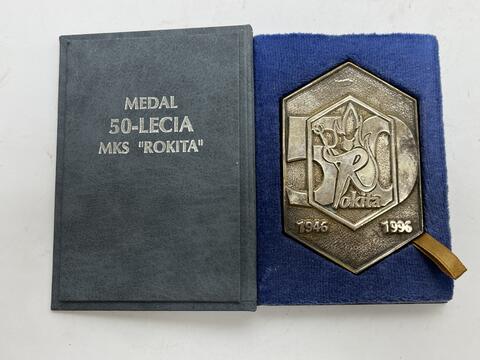 MEDAL
50-LECIA
MKS "ROKITA"
50
Rokita
1946 1996